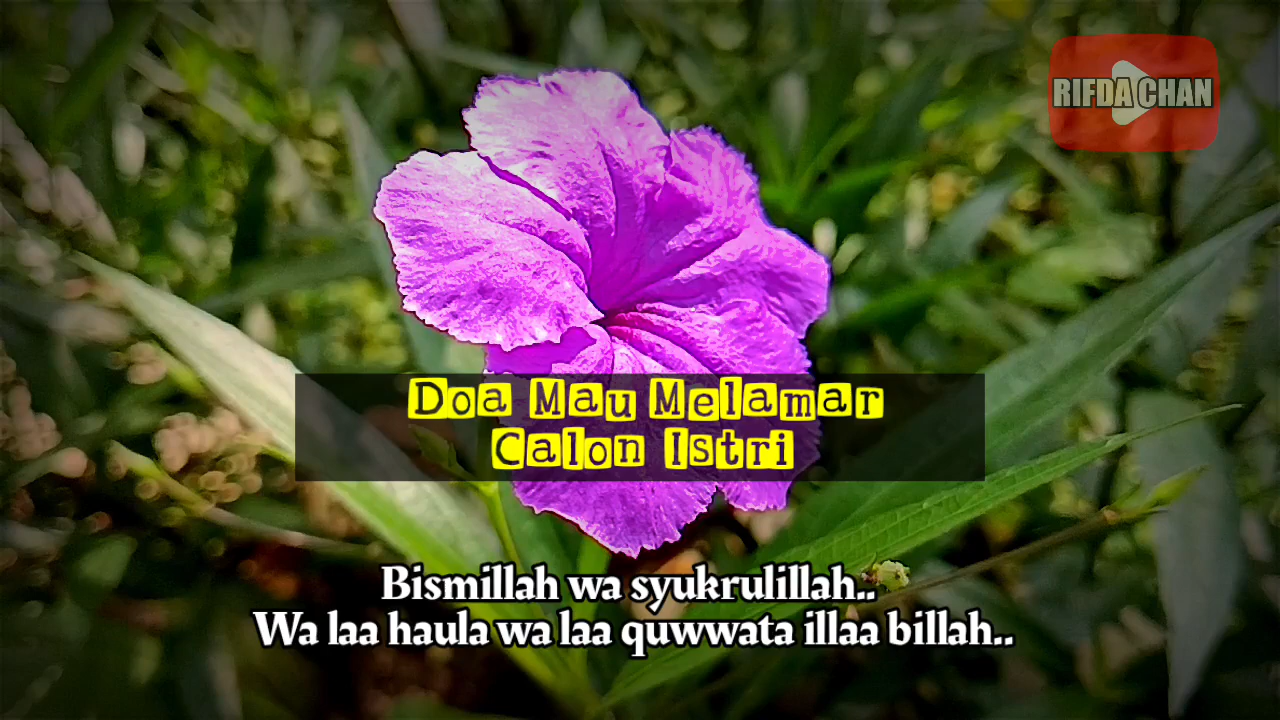 RIFDA CHAN
Doa Mau Melamar
Calon Istri
Bismillah wa syukrulillah..
Wa laa haula wa laa quwwata illaa billah..